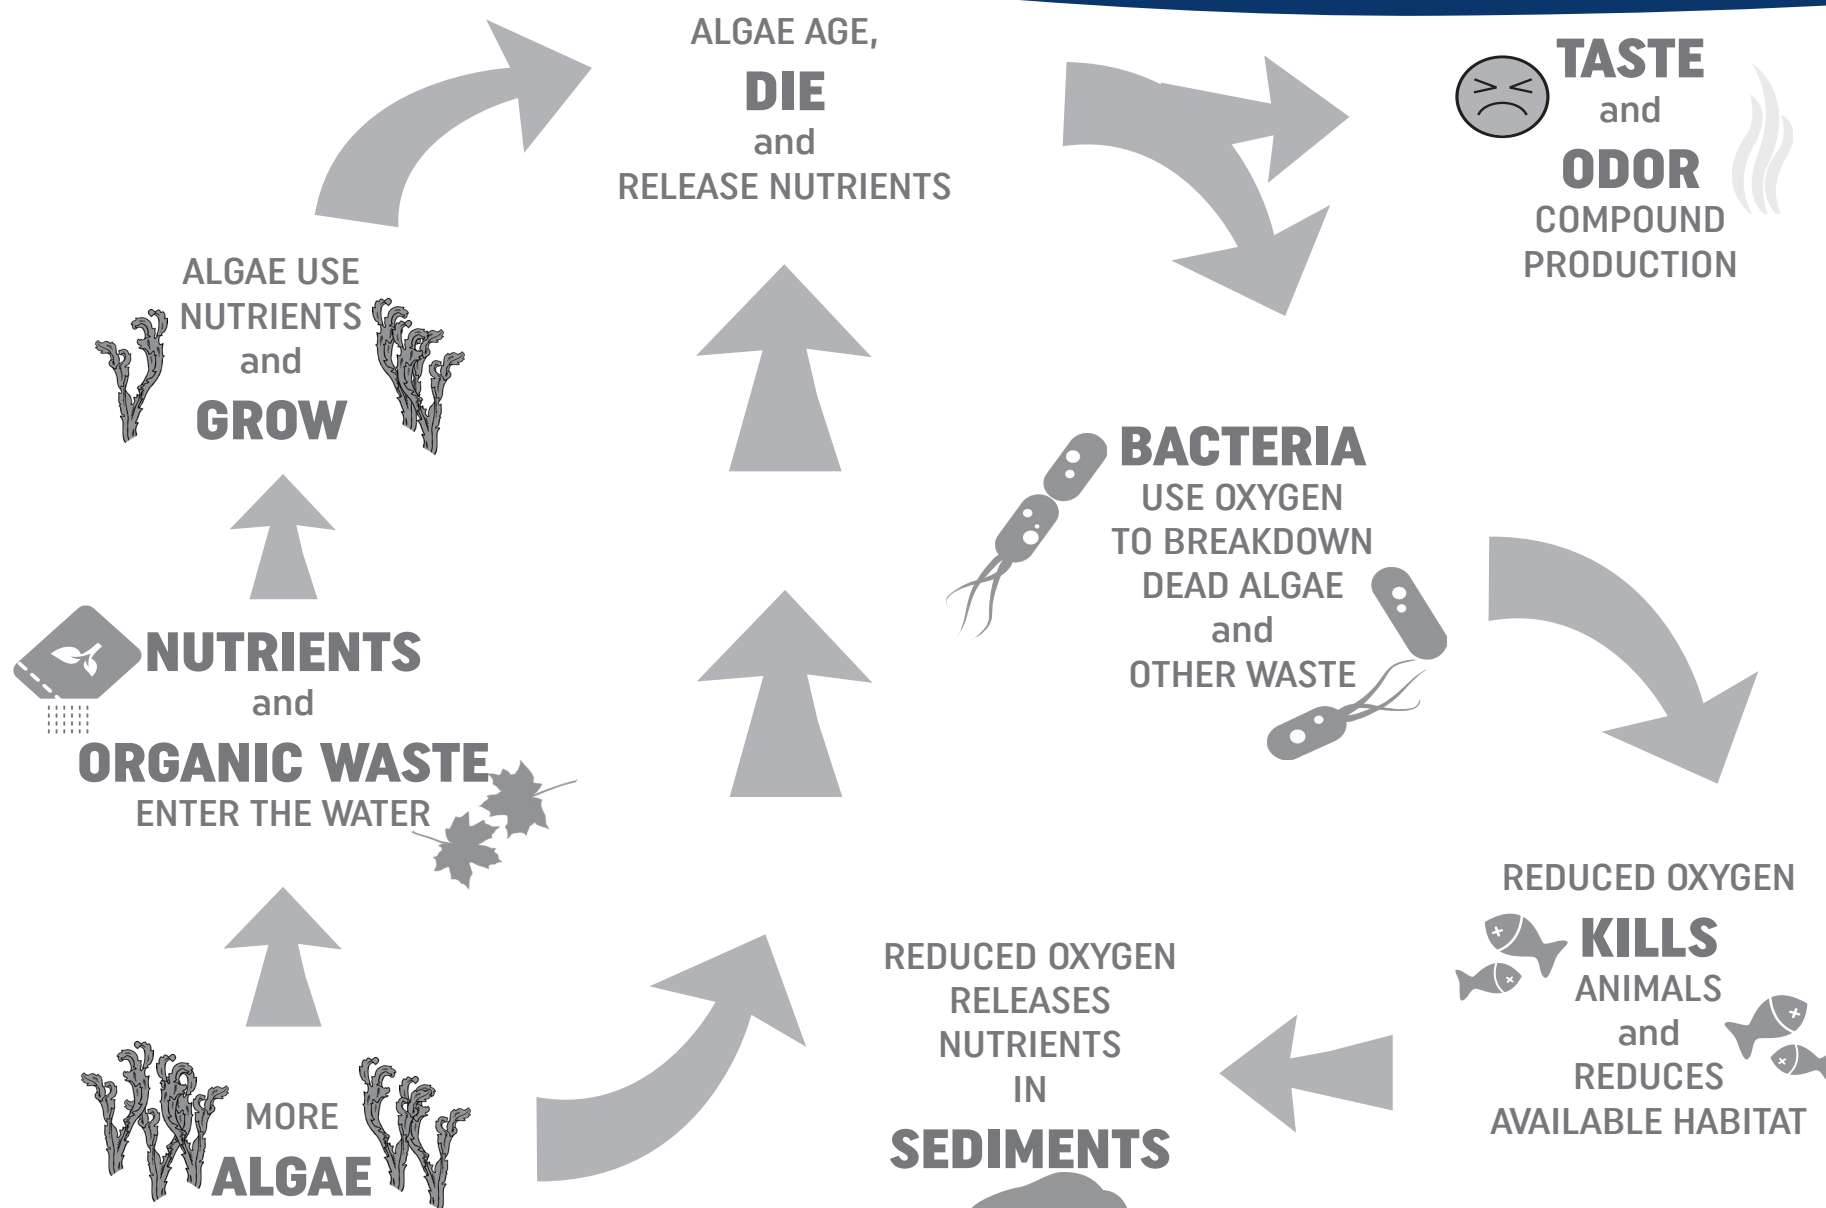 ALGAE AGE,
DIE
and
RELEASE NUTRIENTS
TASTE
and
ODOR
COMPOUND
PRODUCTION
ALGAE USE
NUTRIENTS
and
GROW
BACTERIA
USE OXYGEN
TO BREAKDOWN
DEAD ALGAE
and
OTHER WASTE
NUTRIENTS
and
ORGANIC WASTE
ENTER THE WATER
REDUCED OXYGEN
KILLS
ANIMALS
and
REDUCES
AVAILABLE HABITAT
REDUCED OXYGEN
RELEASES
NUTRIENTS
IN
SEDIMENTS
MORE
ALGAE